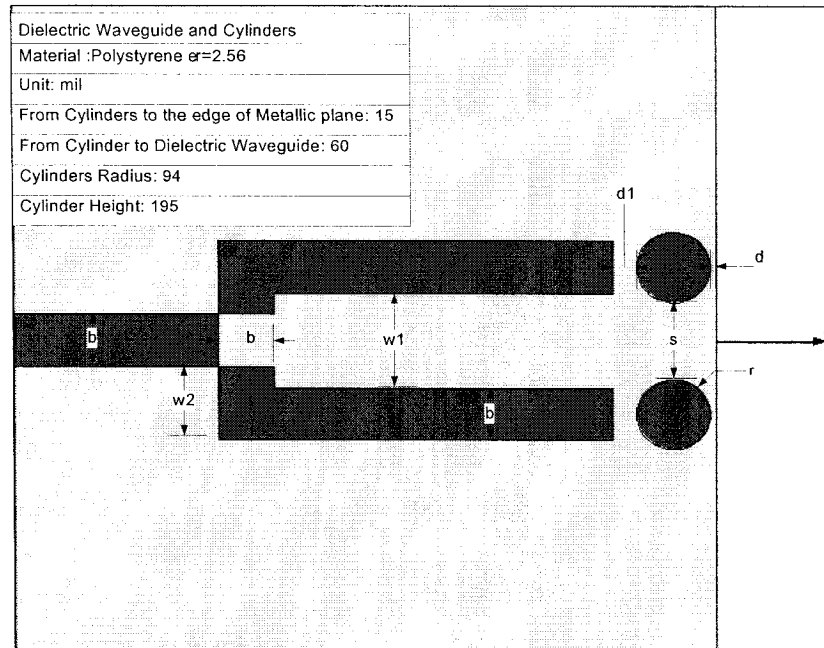 Dielectric Waveguide and Cylinders
Material :Polystyrene er=2.56
Unit: mil
From Cylinders to the edge of Metallic plane: 15
From Cylinder to Dielectric Waveguide: 60
Cylinders Radius: 94
Cylinder Height: 195
d1
d
b
b
w1
s
r
w2
b